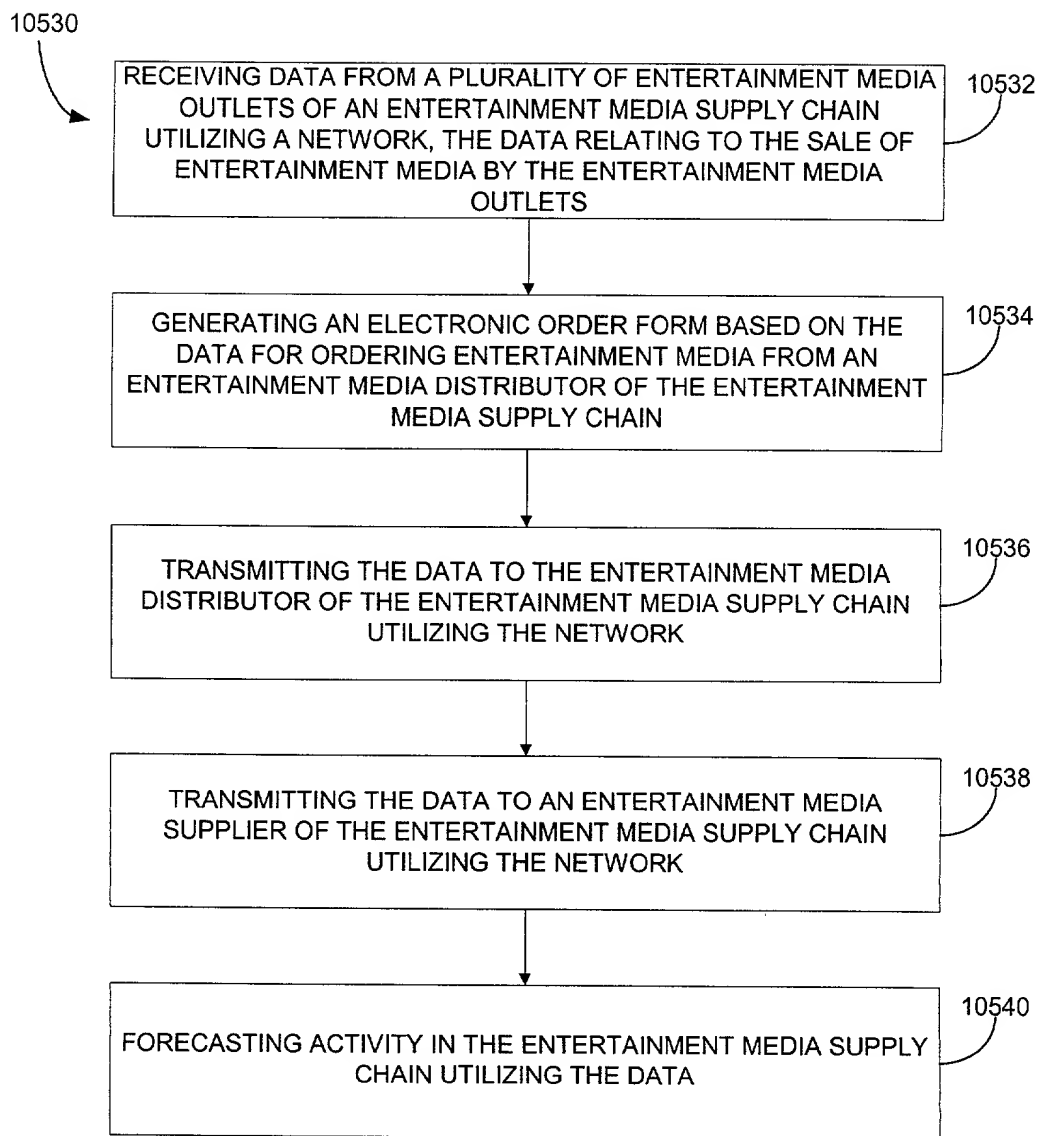 10530
RECEIVING DATA FROM A PLURALITY OF ENTERTAINMENT MEDIA
OUTLETS OF AN ENTERTAINMENT MEDIA SUPPLY CHAIN
UTILIZING A NETWORK, THE DATA RELATING TO THE SALE OF
ENTERTAINMENT MEDIA BY THE ENTERTAINMENT MEDIA
OUTLETS
10532
GENERATING AN ELECTRONIC ORDER FORM BASED ON THE
DATA FOR ORDERING ENTERTAINMENT MEDIA FROM AN
ENTERTAINMENT MEDIA DISTRIBUTOR OF THE ENTERTAINMENT
MEDIA SUPPLY CHAIN
10534
TRANSMITTING THE DATA TO THE ENTERTAINMENT MEDIA
DISTRIBUTOR OF THE ENTERTAINMENT MEDIA SUPPLY CHAIN
UTILIZING THE NETWORK
10536
TRANSMITTING THE DATA TO AN ENTERTAINMENT MEDIA
SUPPLIER OF THE ENTERTAINMENT MEDIA SUPPLY CHAIN
UTILIZING THE NETWORK
10538
FORECASTING ACTIVITY IN THE ENTERTAINMENT MEDIA SUPPLY
CHAIN UTILIZING THE DATA
10540